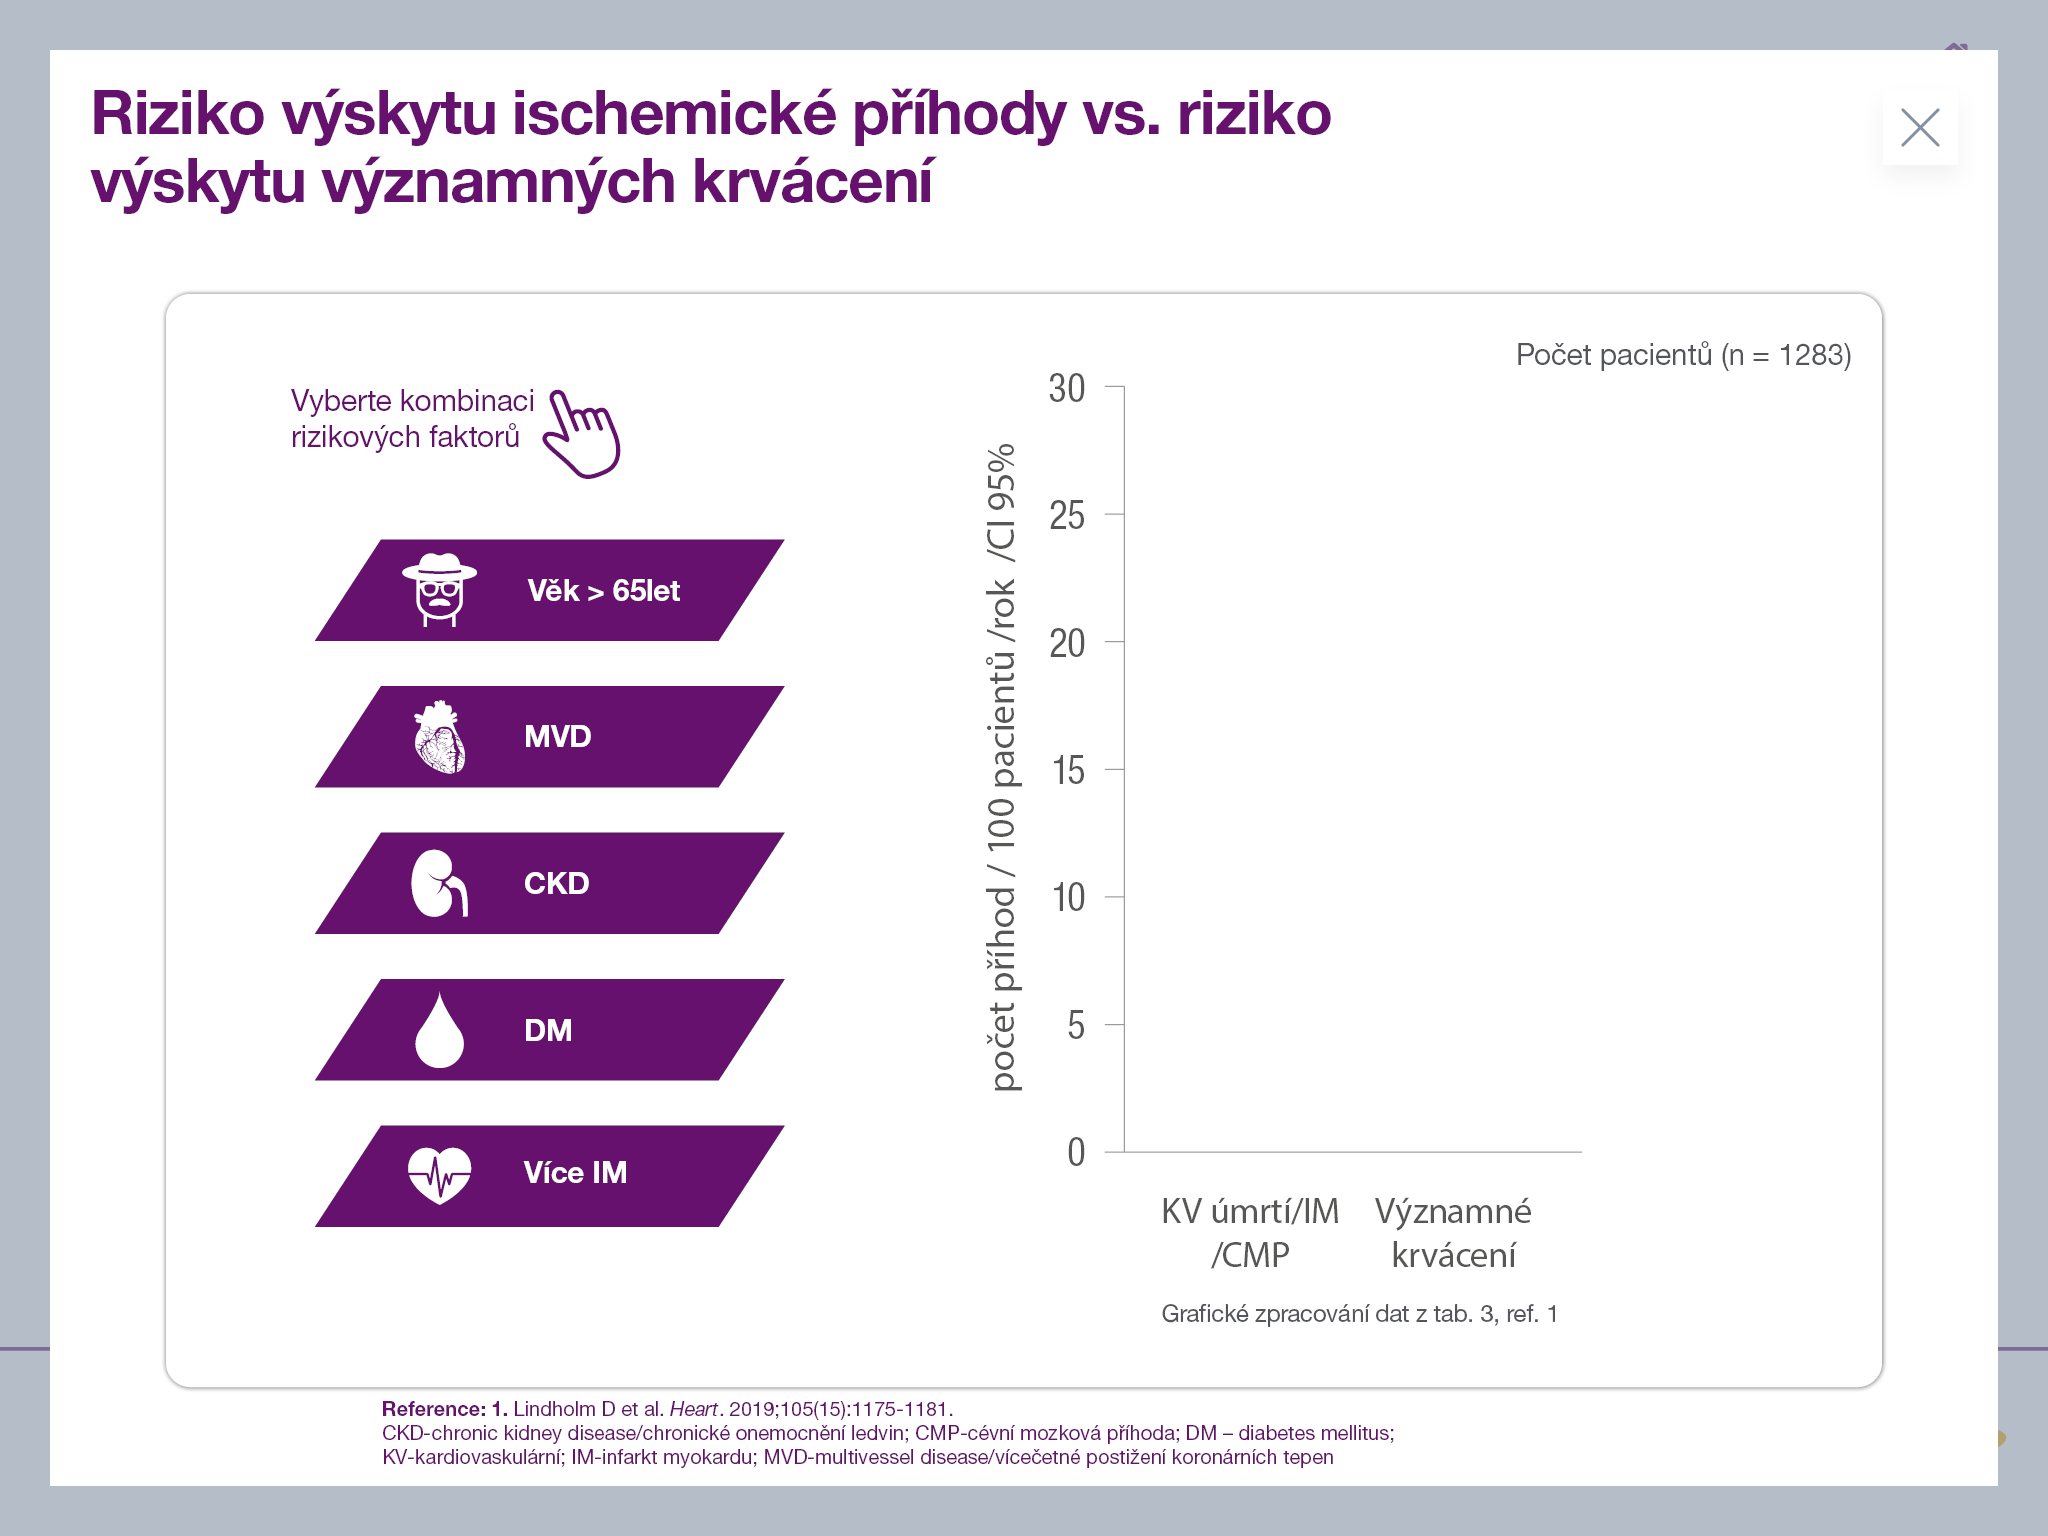 Riziko výskytu ischemické příhody vs. riziko
výskytu významných krvácení
Počet pacientů (n = 1283)
Vyberte kombinaci
rizikových faktorů
Věk > 65let
MVD
CKD
DM
Více IM
počet příhod / 100 pacientů /rok /CI 95%
30
25
20
15
10
5
0
KV úmrtí/IM
/CMP
Významné
krvácení
Grafické zpracování dat z tab. 3, ref. 1
Reference: 1. Lindholm D et al. Heart. 2019;105(15):1175-1181.
CKD-chronic kidney disease/chronické onemocnění ledvin; CMP-cévní mozková příhoda; DM – diabetes mellitus;
KV-kardiovaskulární; IM-infarkt myokardu; MVD-multivessel disease/vícečetné postižení koronárních tepen